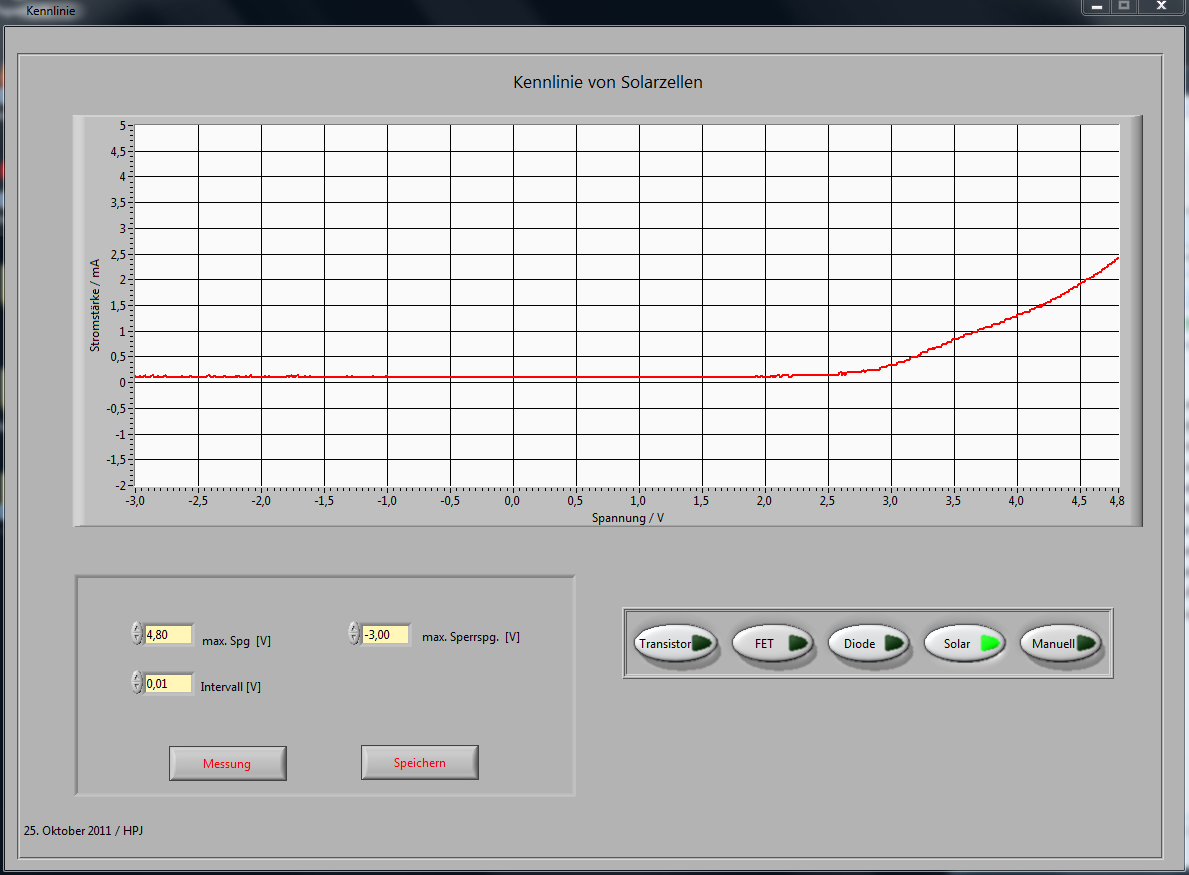 Kennlinie
Kennlinie von Solarzellen
5
4,5
4
3,5
3
2,5
2
1,5
1
0,5
0
-0,5
-1
-1,5
-2
Stromstärke / mA
-3,0 -2,5 -2,0 -1,5 -1,0 -0,5 0,0 0,5 1,0 1,5 2,0 2,5 3,0 3,5 4,0 4,5 4,8
Spannung / V
4,80 max. Spg [V] -3,00 max. Sperrspg. [V]
0,01 Intervall [V]
Transistor FET Diode Solar Manuell
Messung Speichern
25. Oktober 2011 / HPJ